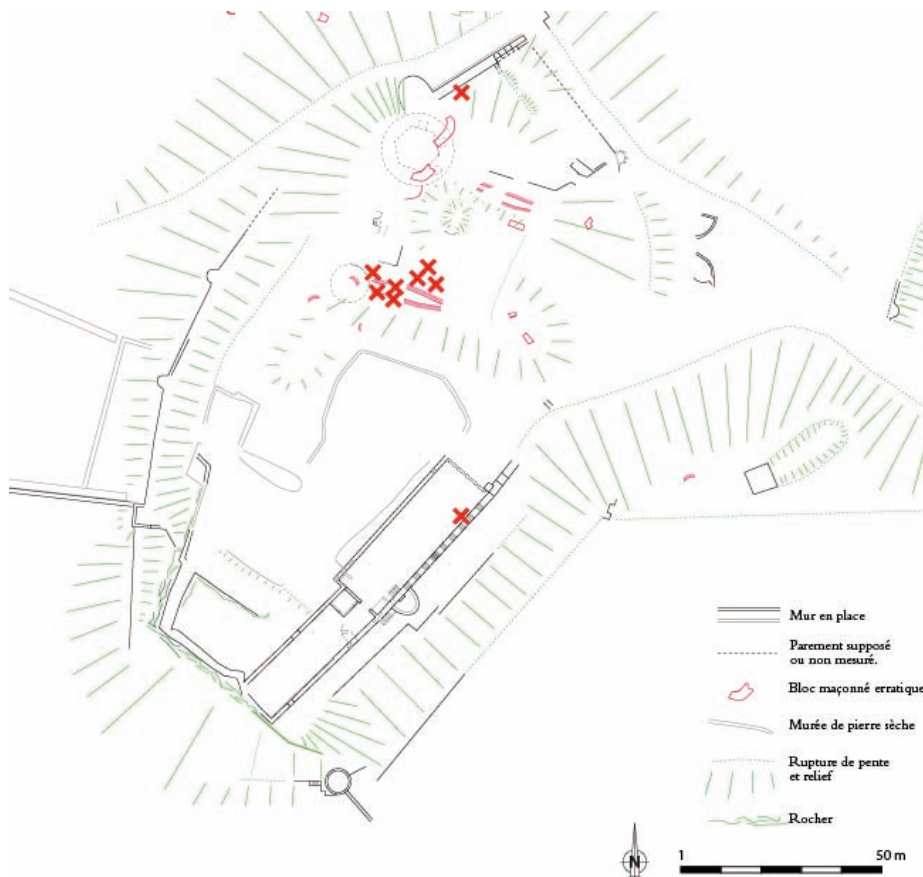 Mur en place
Parement supposé
ou non mesuré.
Bloc maçonné erratique
Murée de pierre sèche
Rupture de pente
et relief
Rocher
N
1 50 m